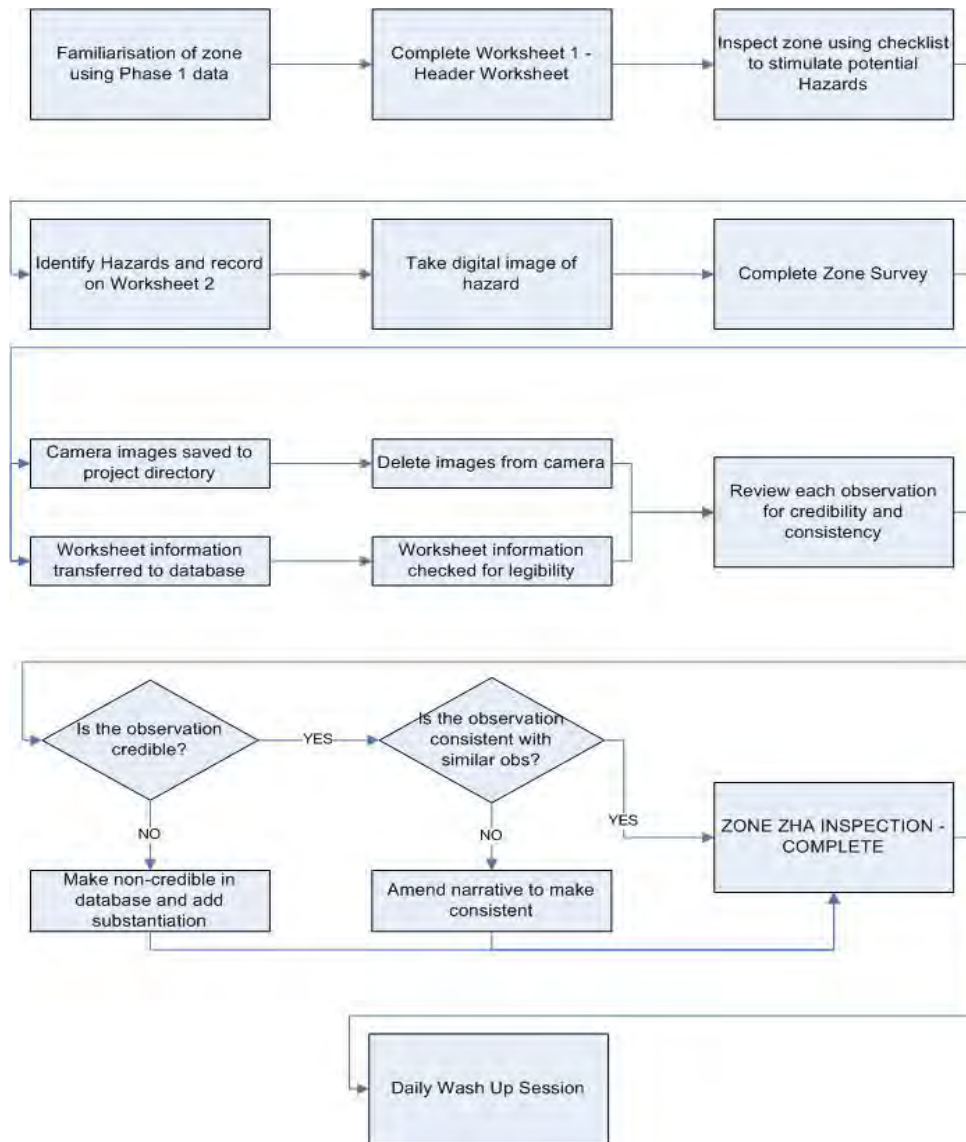 Familiarisation of zone
using Phase 1 data
Complete Worksheet 1 -
Header Worksheet
Inspect zone using checklist
to stimulate potential
Hazards
Identify Hazards and record
on Worksheet 2
Take digital image of
hazard
Complete Zone Survey
Camera images saved to
project directory
Delete images from camera
Worksheet information
transferred to database
Worksheet information
checked for legibility
Review each observation
for credibility and
consistency
Is the observation
credible?
YES
Is the observation
consistent with
similar obs?
YES
NO
NO
Make non-credible in
database and add
substantiation
Amend narrative to make
consistent
ZONE ZHA INSPECTION -
COMPLETE
Daily Wash Up Session